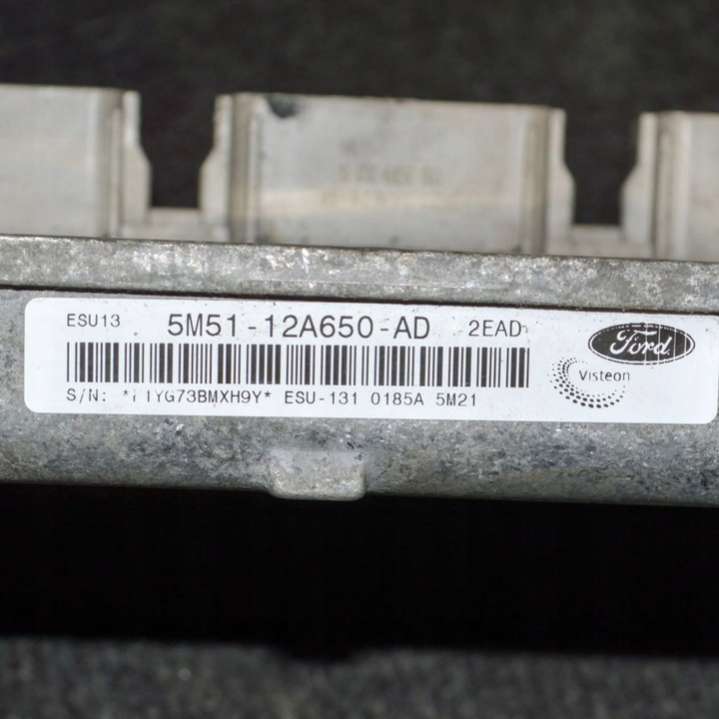 ESU13 5M51-12A650-AD 2EAD
Ford
Visteon
S/N: ESU-131 0185A 5M21